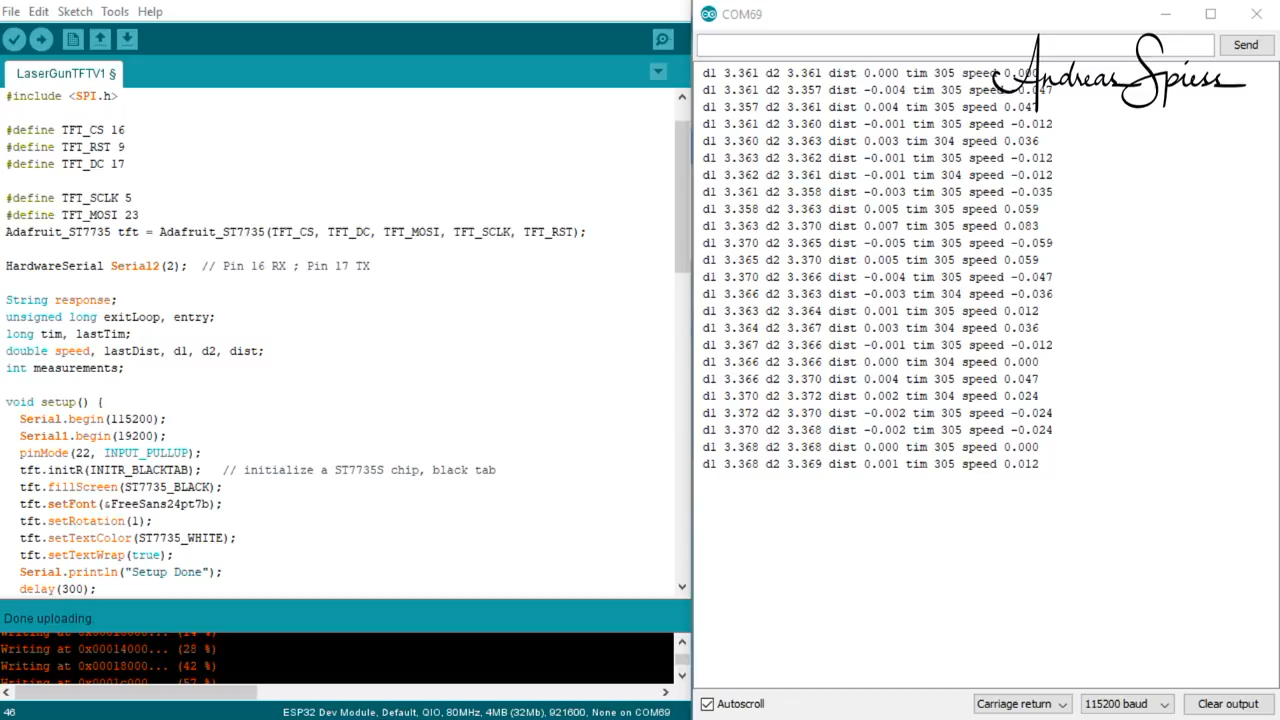 File Edit Sketch Tools Help
LaserGunTFTV1 §
#include <SPI.h>
#define TFT_CS 16
#define TFT_RST 9
#define TFT_DC 17
#define TFT_SCLK 5
#define TFT_MOSI 23
Adafruit_ST7735 tft = Adafruit_ST7735(TFT_CS, TFT_DC, TFT_MOSI, TFT_SCLK, TFT_RST);
HardwareSerial Serial2(2); // Pin 16 RX ; Pin 17 TX
String response;
unsigned long exitLoop, entry;
long tim, lastTim;
double speed, lastDist, d1, d2, dist;
int measurements;
void setup() {
Serial.begin(115200);
Serial1.begin(19200);
pinMode(22, INPUT_PULLUP);
tft.initR(INITR_BLACKTAB); // initialize a ST7735S chip, black tab
tft.fillScreen(ST7735_BLACK);
tft.setFont(&FreeSans24pt7b);
tft.setRotation(1);
tft.setTextColor(ST7735_WHITE);
tft.setTextWrap(true);
Serial.println("Setup Done");
delay(300);
Done uploading.
Writing at 0x00014000... (28 %)
Writing at 0x00018000... (42 %)
Writing at 0x0001c000... (57 %)
46
ESP32 Dev Module, Default, QIO, 80MHz, 4MB (32Mb), 921600, None on COM69
COM69
Send
Andreas Spiess
d1 3.361 d2 3.361 dist 0.000 tim 305 speed 0.000
d1 3.361 d2 3.357 dist -0.004 tim 305 speed -0.047
d1 3.357 d2 3.361 dist 0.004 tim 305 speed 0.047
d1 3.361 d2 3.360 dist -0.001 tim 305 speed -0.012
d1 3.360 d2 3.363 dist 0.003 tim 304 speed 0.036
d1 3.363 d2 3.362 dist -0.001 tim 305 speed -0.012
d1 3.362 d2 3.361 dist -0.001 tim 304 speed -0.012
d1 3.361 d2 3.358 dist -0.003 tim 305 speed -0.035
d1 3.358 d2 3.363 dist 0.005 tim 305 speed 0.059
d1 3.363 d2 3.370 dist 0.007 tim 305 speed 0.083
d1 3.370 d2 3.365 dist -0.005 tim 305 speed -0.059
d1 3.365 d2 3.370 dist 0.005 tim 305 speed 0.059
d1 3.370 d2 3.366 dist -0.004 tim 305 speed -0.047
d1 3.366 d2 3.363 dist -0.003 tim 304 speed -0.036
d1 3.363 d2 3.364 dist 0.001 tim 305 speed 0.012
d1 3.364 d2 3.367 dist 0.003 tim 304 speed 0.036
d1 3.367 d2 3.366 dist -0.001 tim 305 speed -0.012
d1 3.366 d2 3.366 dist 0.000 tim 304 speed 0.000
d1 3.366 d2 3.370 dist 0.004 tim 305 speed 0.047
d1 3.370 d2 3.372 dist 0.002 tim 304 speed 0.024
d1 3.372 d2 3.370 dist -0.002 tim 305 speed -0.024
d1 3.370 d2 3.368 dist -0.002 tim 305 speed -0.024
d1 3.368 d2 3.368 dist 0.000 tim 305 speed 0.000
d1 3.368 d2 3.369 dist 0.001 tim 305 speed 0.012
Autoscroll
Carriage return
115200 baud
Clear output